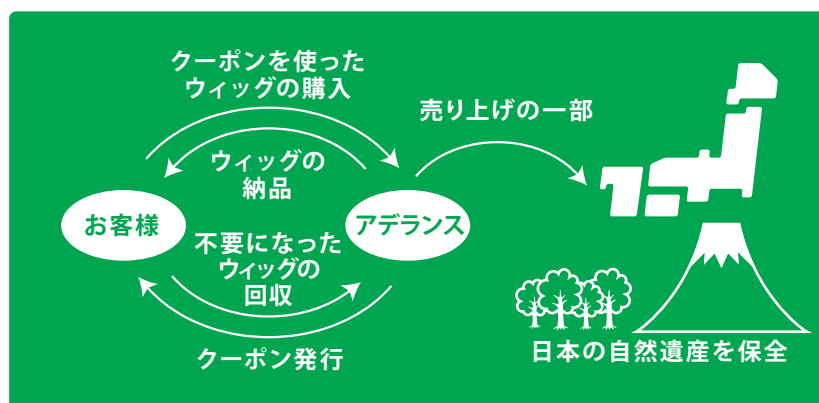 クーポンを使った
ウィッグの購入
売り上げの一部
ウィッグの
納品
お客様
アデランス
不要になった
ウィッグの
回収
クーポン発行
日本の自然遺産を保全